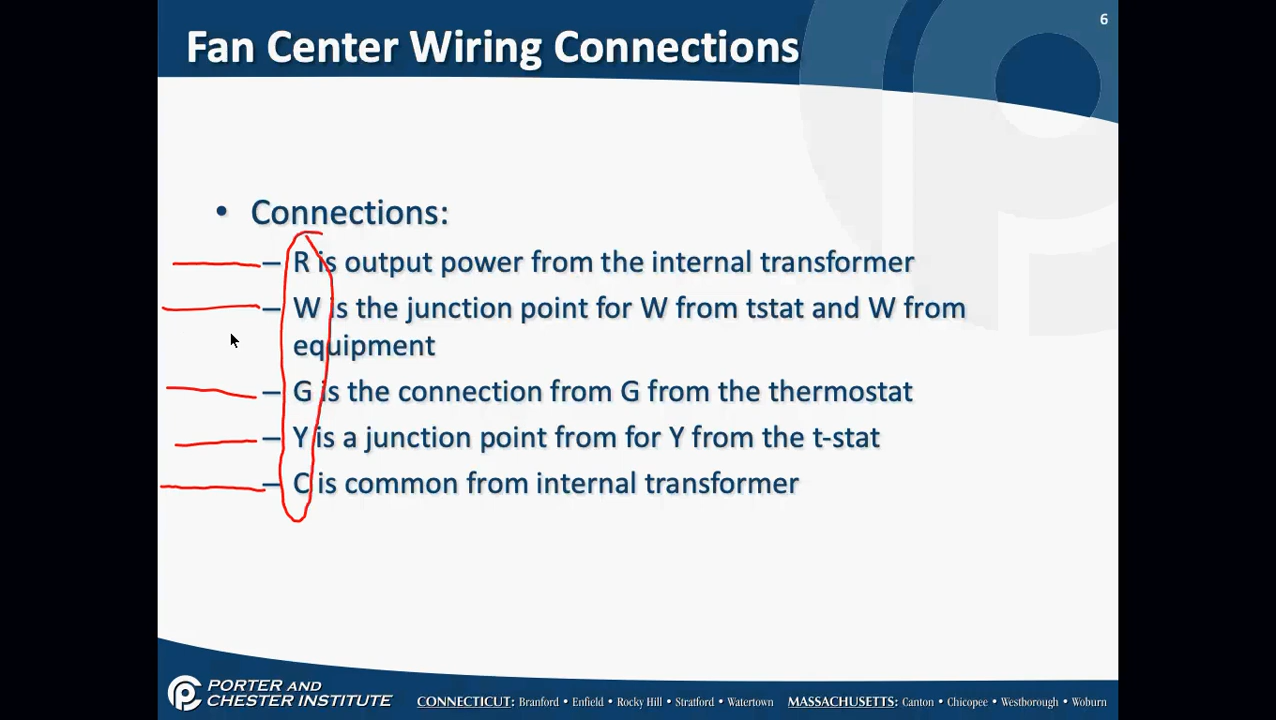 6
Fan Center Wiring Connections
• Connections:
– R is output power from the internal transformer
– W is the junction point for W from tstat and W from
equipment
– G is the connection from G from the thermostat
– Y is a junction point from for Y from the t-stat
– C is common from internal transformer
PORTER AND
CHESTER INSTITUTE
CONNECTICUT: Branford • Enfield • Rocky Hill • Stratford • Watertown MASSACHUSETTS: Canton • Chicopee • Westborough • Woburn